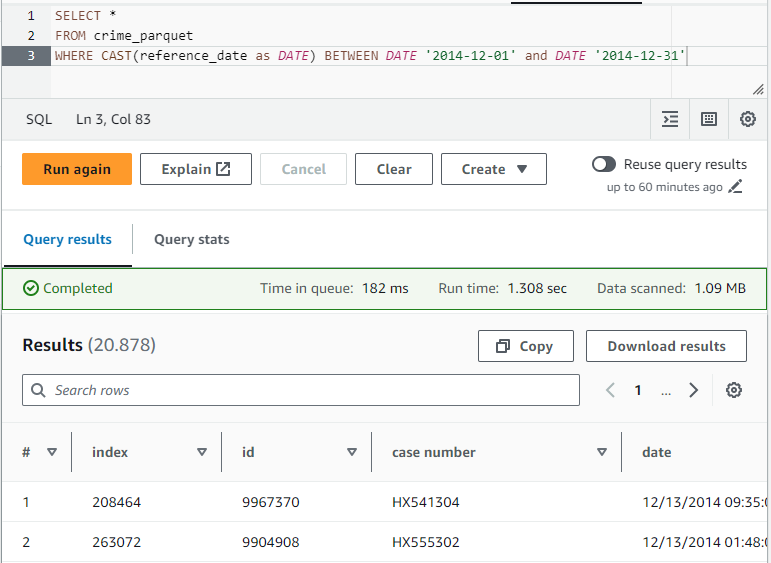 1 SELECT *
2 FROM crime_parquet
3 WHERE CAST(reference_date as DATE) BETWEEN DATE '2014-12-01' and DATE '2014-12-31'
SQL Ln 3, Col 83
Run again Explain Cancel Clear Create Reuse query results
up to 60 minutes ago
Query results Query stats
Completed Time in queue: 182 ms Run time: 1.308 sec Data scanned: 1.09 MB
Results (20.878) Copy Download results
Search rows 1 ...
# index id case number date
1 208464 9967370 HX541304 12/13/2014 09:35:
2 263072 9904908 HX555302 12/13/2014 01:48: